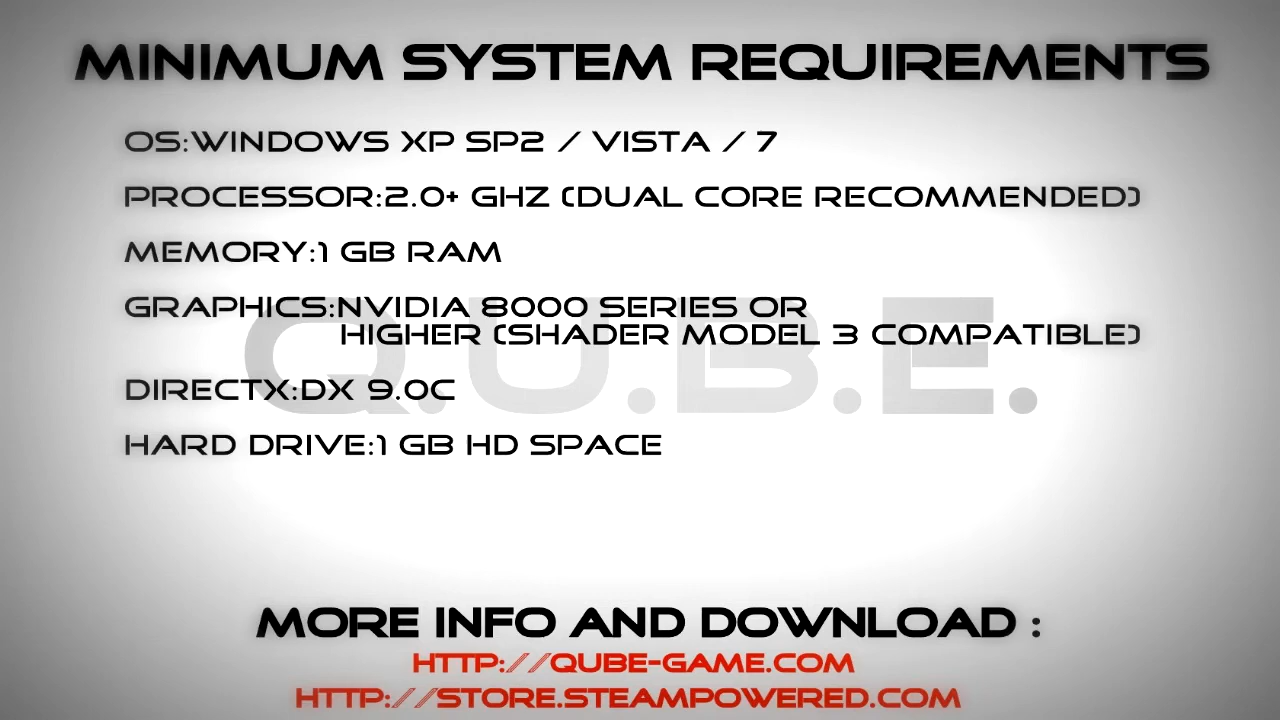 MINIMUM SYSTEM REQUIREMENTS
OS:WINDOWS XP SP2 / VISTA / 7
PROCESSOR:2.0+ GHZ (DUAL CORE RECOMMENDED)
MEMORY:1 GB RAM
GRAPHICS:NVIDIA 8000 SERIES OR
HIGHER (SHADER MODEL 3 COMPATIBLE)
Q.U.B.E.
DIRECTX:DX 9.0C
HARD DRIVE:1 GB HD SPACE
MORE INFO AND DOWNLOAD :
HTTP://QUBE-GAME.COM
HTTP://STORE.STEAMPOWERED.COM